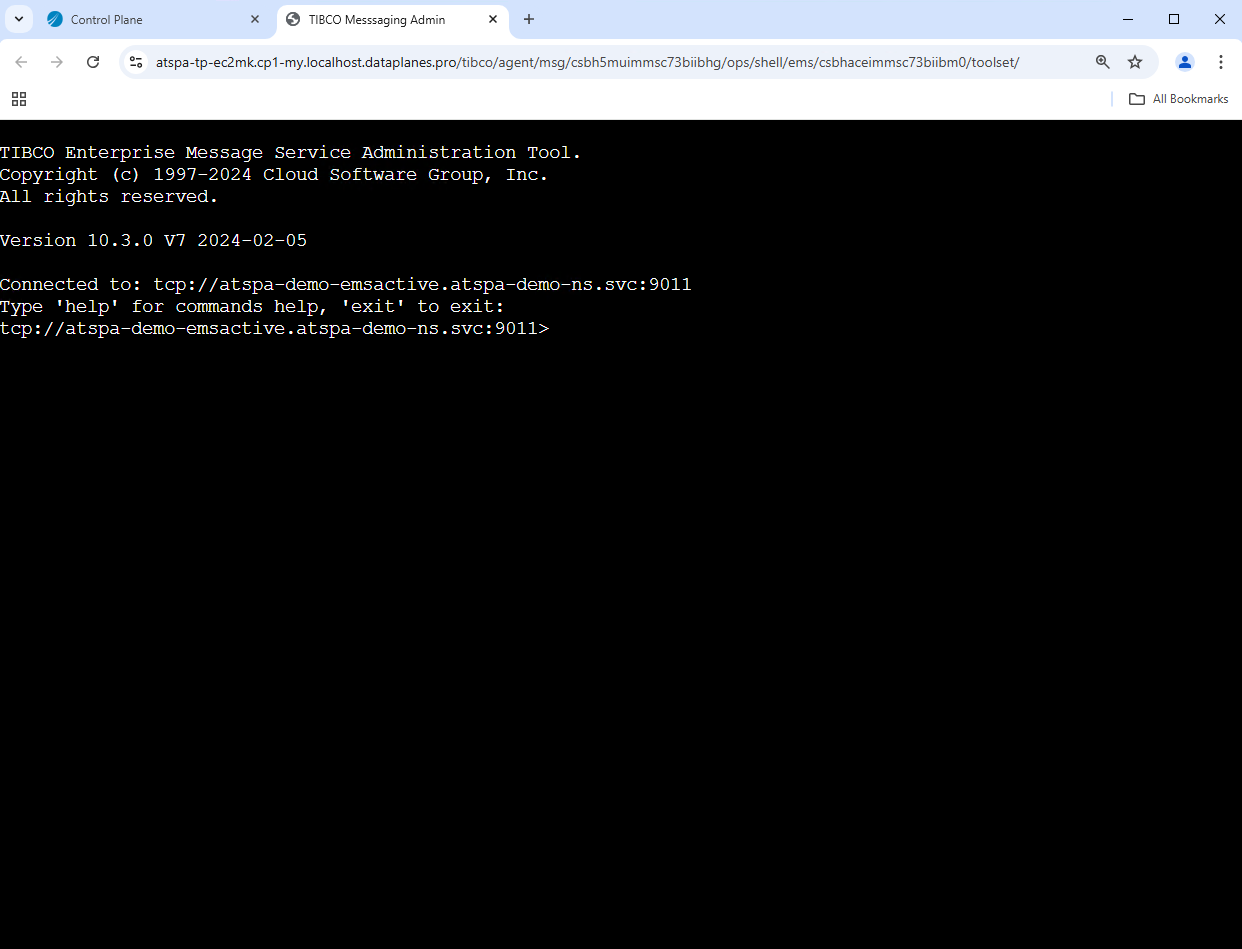 Control Plane
TIBCO Messsaging Admin
atspa-tp-ec2mk.cp1-my.localhost.dataplanes.pro/tibco/agent/msg/csbh5muimmsc73biibhg/ops/shell/ems/csbhaceimmsc73biibm0/toolset/
All Bookmarks
TIBCO Enterprise Message Service Administration Tool.
Copyright (c) 1997-2024 Cloud Software Group, Inc.
All rights reserved.
Version 10.3.0 V7 2024-02-05
Connected to: tcp://atspa-demo-emsactive.atspa-demo-ns.svc:9011
Type 'help' for commands help, 'exit' to exit:
tcp://atspa-demo-emsactive.atspa-demo-ns.svc:9011>